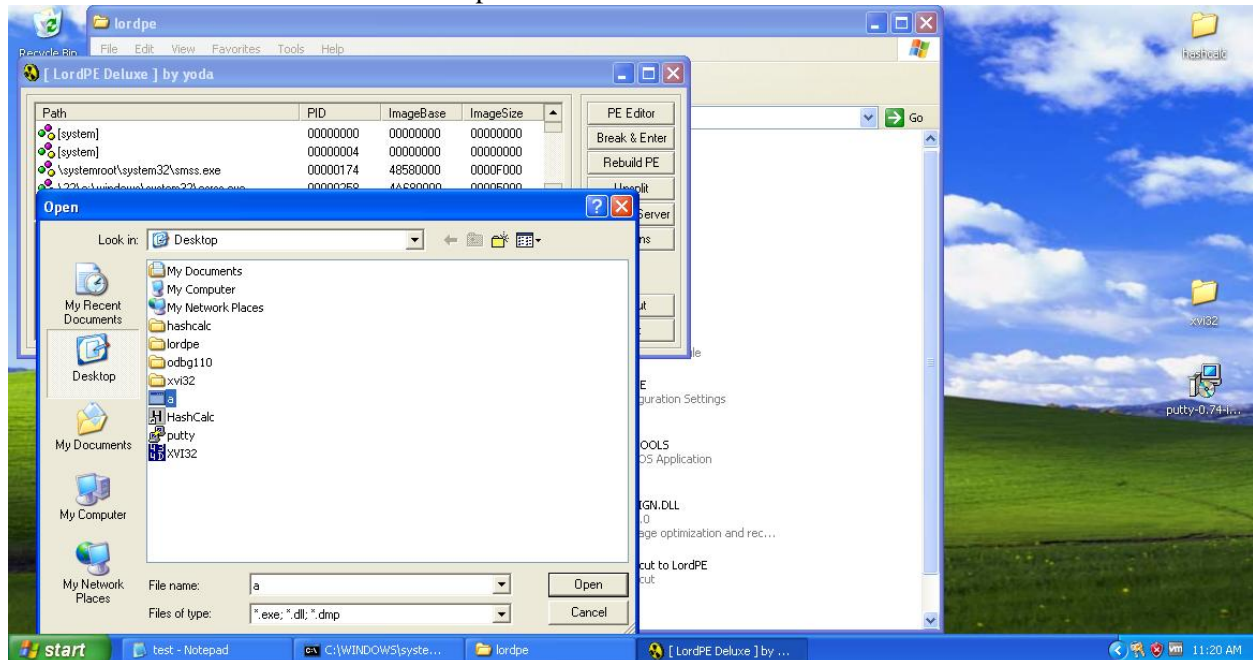 lordpe
Recycle Bin
File Edit View Favorites Tools Help
hashcalc
[ LordPE Deluxe ] by yoda
Path PID ImageBase ImageSize
PE Editor
Go
[system] 00000000 00000000 00000000
Break & Enter
[system] 00000004 00000000 00000000
\systemroot\system32\smss.exe 00000174 48580000 0000F000
Rebuild PE
Open
Server
Look in: Desktop
My Documents
My Computer
My Network Places
hashcalc
lordpe
odbg110
xvi32
a
HashCalc
putty
XVI32
My Recent
Documents
Desktop
My Documents
My Computer
My Network
Places
xvi32
putty-0.74-i...
guration Settings
OOLS
OS Application
IGN.DLL
.0
age optimization and rec...
cut to LordPE
cut
File name: a Open
Files of type: *.exe; *.dll; *.dmp Cancel
start test - Notepad C:\WINDOWS\syste... lordpe [ LordPE Deluxe ] by ... 11:20 AM